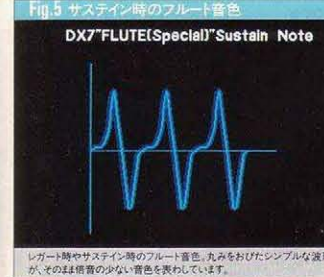 Fig.5 サステイン時のフルート音色
DX7"FLUTE(Special)"Sustain Note
レガート時やサステイン時のフルート音色。丸みをおびたシンプルな波
が、そのまま倍音の少ない音色を表わしています。